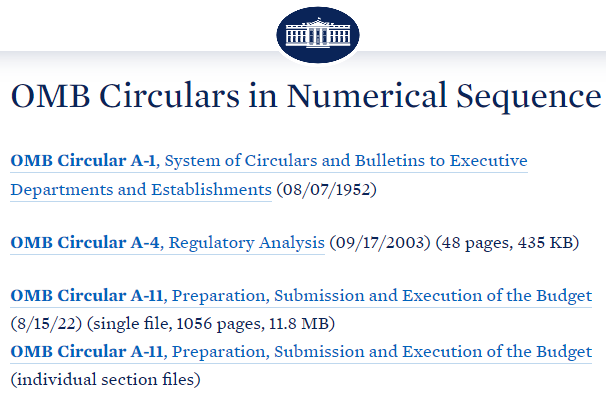 OMB Circulars in Numerical Sequence
OMB Circular A-1, System of Circulars and Bulletins to Executive
Departments and Establishments (08/07/1952)
OMB Circular A-4, Regulatory Analysis (09/17/2003) (48 pages, 435 KB)
OMB Circular A-11, Preparation, Submission and Execution of the Budget
(8/15/22) (single file, 1056 pages, 11.8 MB)
OMB Circular A-11, Preparation, Submission and Execution of the Budget
(individual section files)